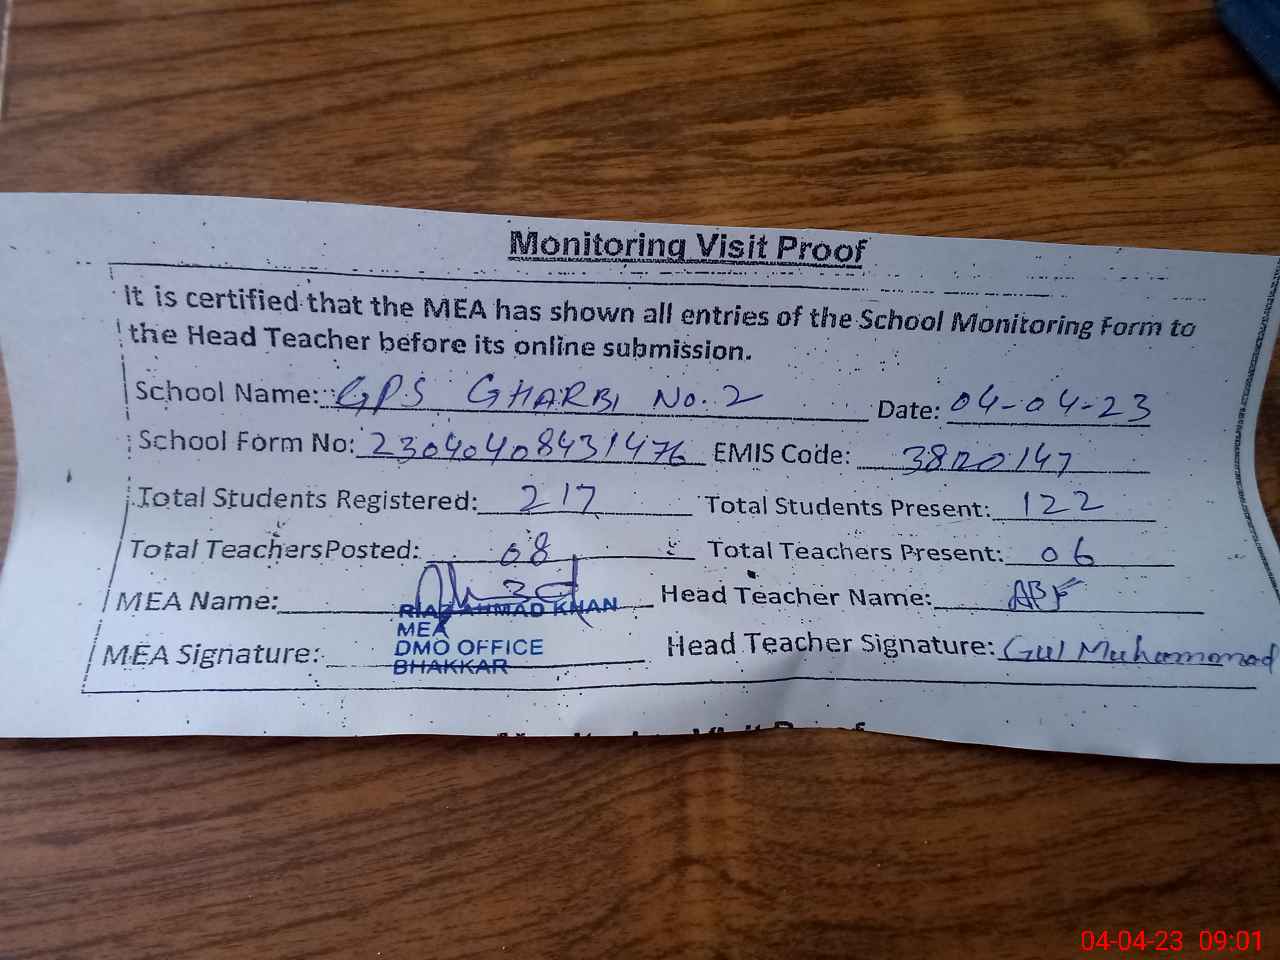 Monitoring Visit Proof
It is certified that the MEA has shown all entries of the School Monitoring Form to
the Head Teacher before its online submission.
School Name: GPS GHARBI No. 2 Date: 04-04-23
School Form No: 23040408431476 EMIS Code: 38120147
Total Students Registered: 217 Total Students Present: 122
Total Teachers Posted: 08 Total Teachers Present: 06
MEA Name: Head Teacher Name:
RIAZ AHMAD KHAN
MEA
DMO OFFICE
BHAKKAR
MEA Signature: Head Teacher Signature: Gul Muhammad
04-04-23 09:01